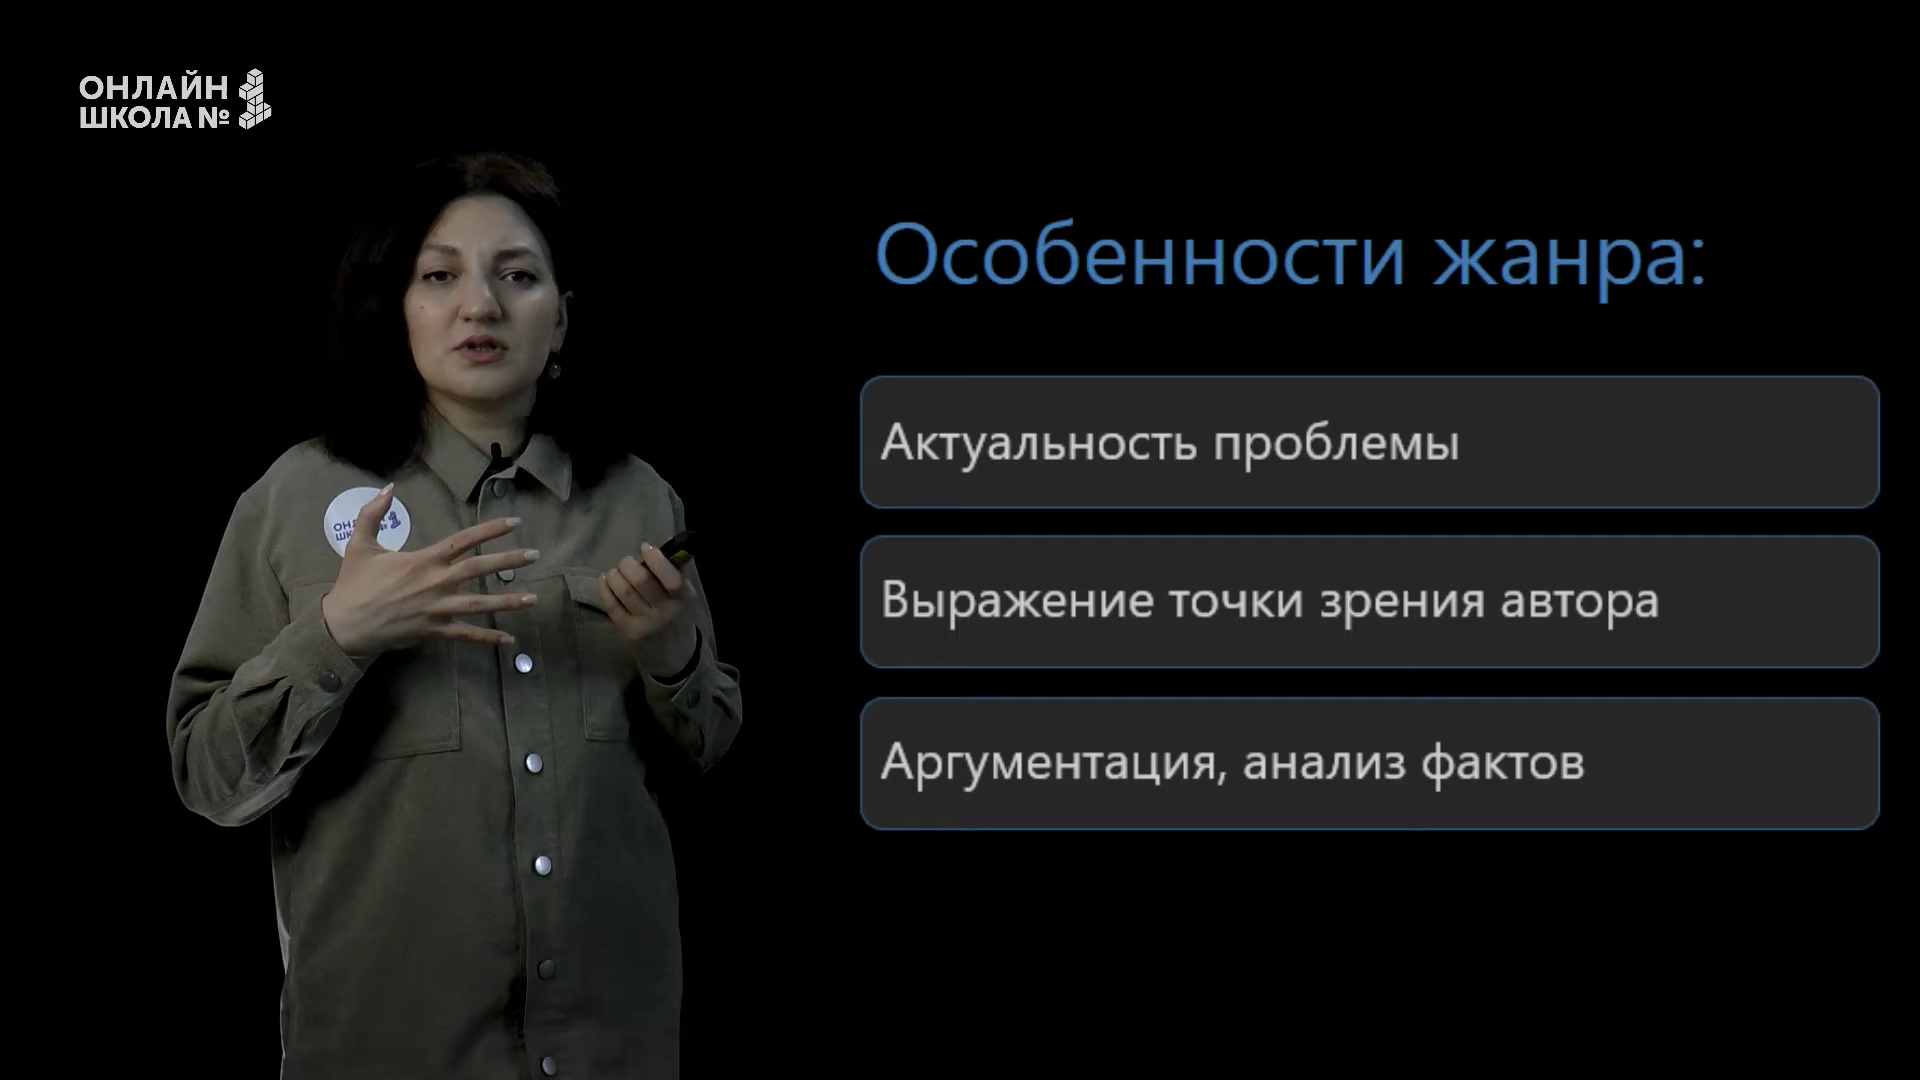 ОНЛАЙН
ШКОЛА №
Особенности жанра:
Актуальность проблемы
Выражение точки зрения автора
Аргументация, анализ фактов